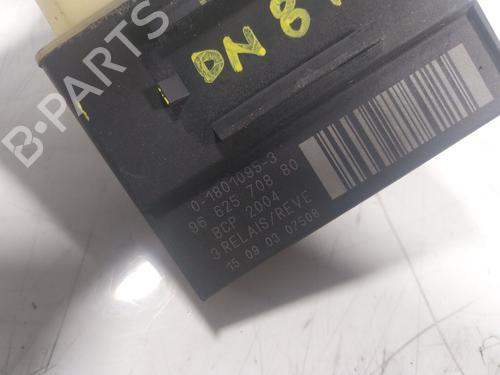 DN 8
0-1801095-3
96 625 708 80
BCP 2004
3 RELAIS/REVE
15 09 03 07508
B-PARTS